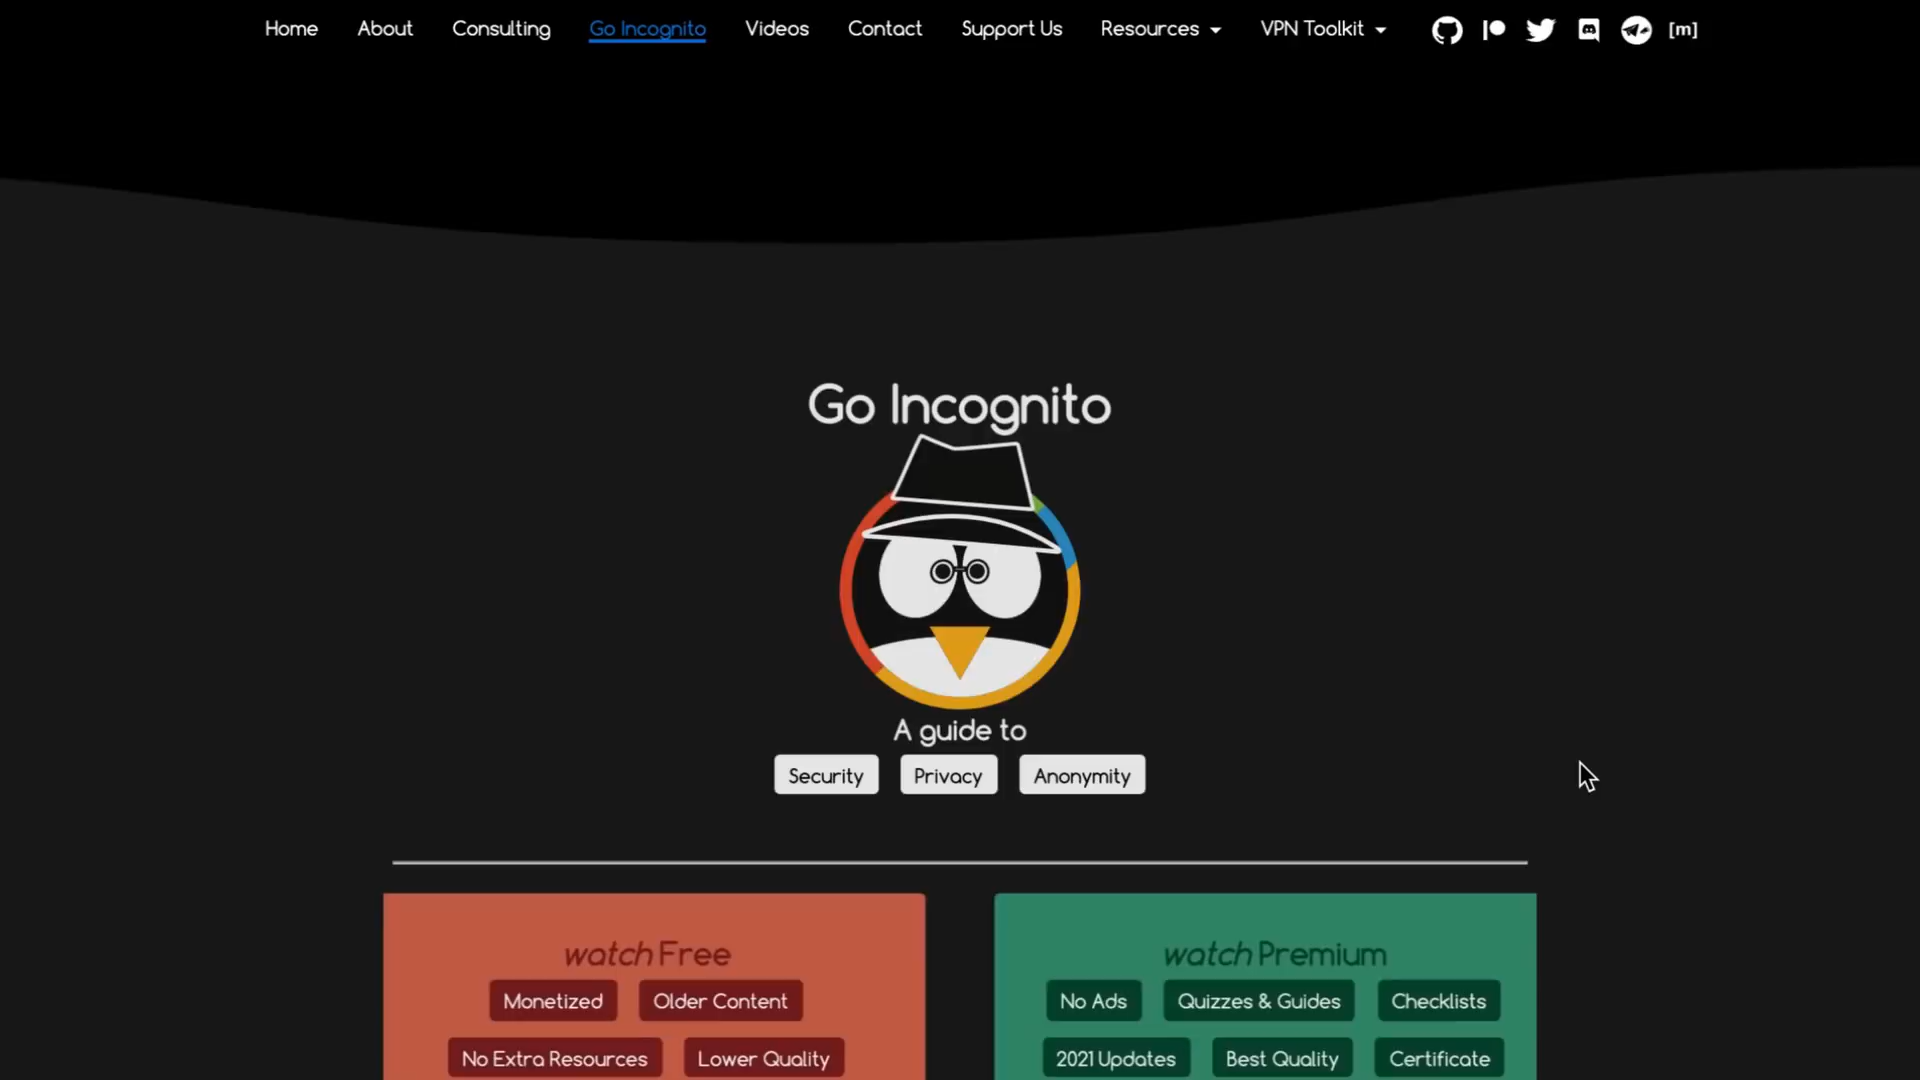 Home About Consulting Go Incognito Videos Contact Support Us Resources VPN Toolkit [m]
Go Incognito
A guide to
Security Privacy Anonymity
watch Free
Monetized Older Content
No Extra Resources Lower Quality
watch Premium
No Ads Quizzes & Guides Checklists
2021 Updates Best Quality Certificate